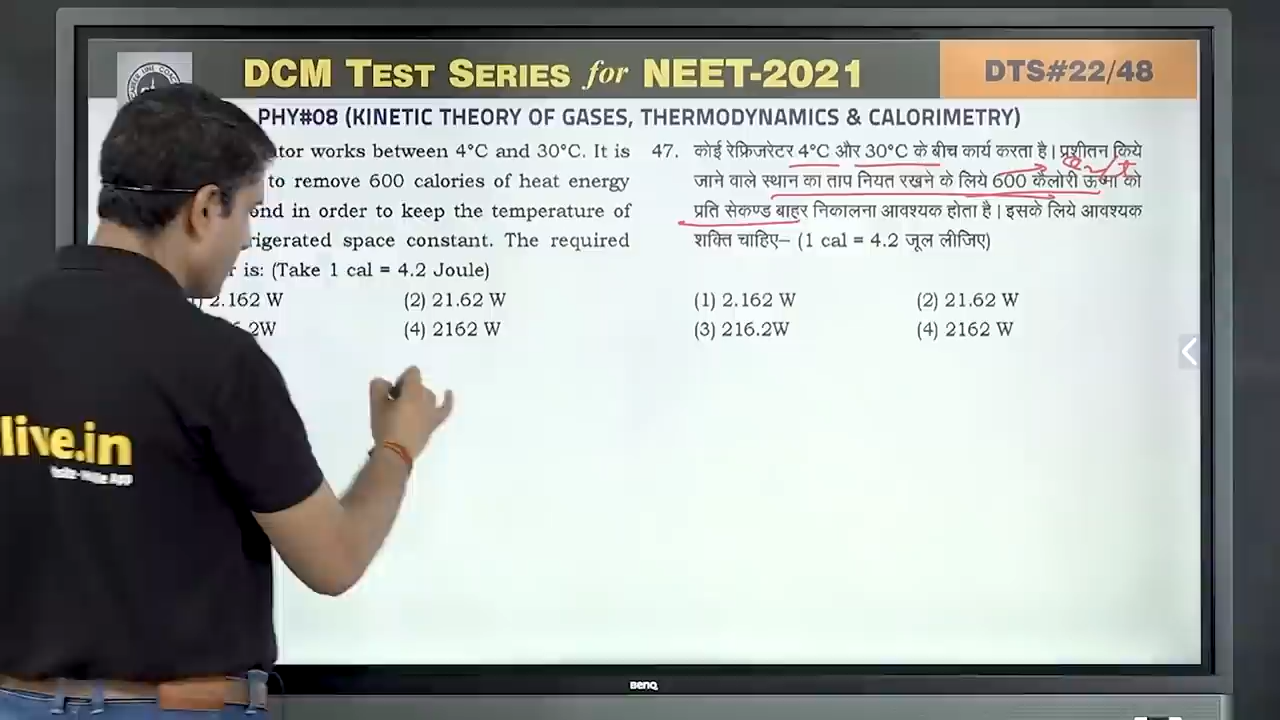 DCM TEST SERIES for NEET-2021
DTS#22/48
PHY#08 (KINETIC THEORY OF GASES, THERMODYNAMICS & CALORIMETRY)
works between 4°C and 30°C. It is
to remove 600 calories of heat energy
in order to keep the temperature of
space constant. The required
is: (Take 1 cal = 4.2 Joule)
2.162 W (2) 21.62 W
(4) 2162 W
47. कोई रेफ्रिजरेटर 4°C और 30°C के बीच कार्य करता है। प्रशीतन किये
जाने वाले स्थान का ताप नियत रखने के लिये 600 कैलोरी ऊष्मा को
प्रति सेकण्ड बाहर निकालना आवश्यक होता है। इसके लिये आवश्यक
शक्ति चाहिए– (1 cal = 4.2 जूल लीजिए)
(1) 2.162 W (2) 21.62 W
(3) 216.2W (4) 2162 W
live.in
BenQ